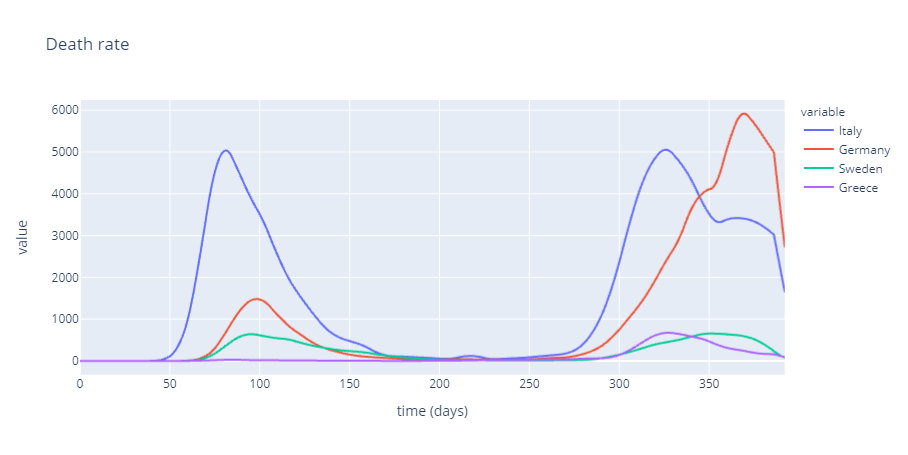 Death rate
variable
Italy
Germany
Sweden
Greece
value
6000
5000
4000
3000
2000
1000
0
0 50 100 150 200 250 300 350
time (days)